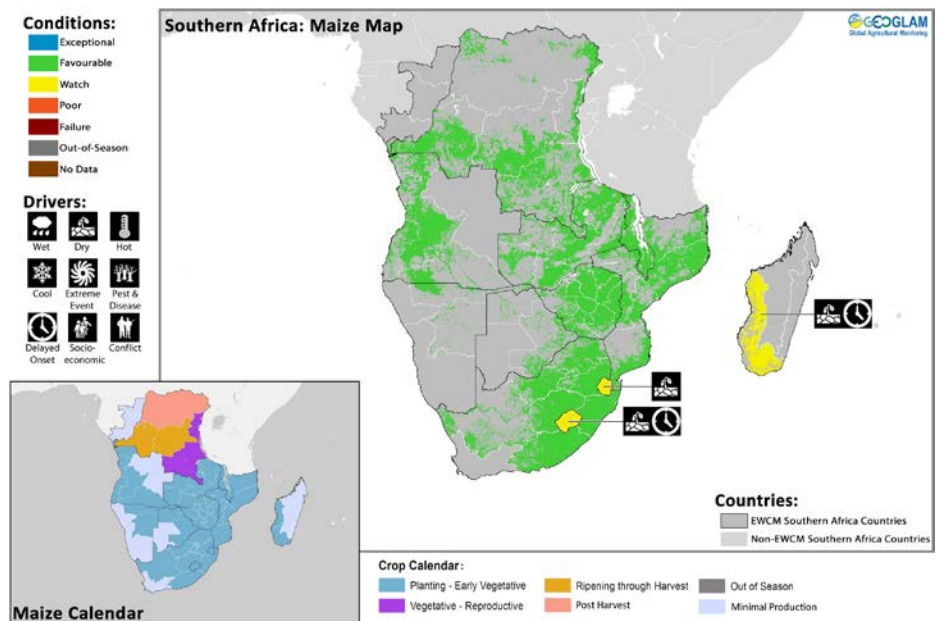 Conditions:
Exceptional
Favourable
Watch
Poor
Failure
Out-of-Season
No Data
Drivers:
Wet
Dry
Hot
Cool
Extreme
Event
Pest &
Disease
Delayed
Onset
Socio-
economic
Conflict
Southern Africa: Maize Map
GEOGLAM
Global Agricultural Monitoring
Countries:
EWCM Southern Africa Countries
Non-EWCM Southern Africa Countries
Maize Calendar
Crop Calendar:
Planting - Early Vegetative
Ripening through Harvest
Out of Season
Vegetative - Reproductive
Post Harvest
Minimal Production